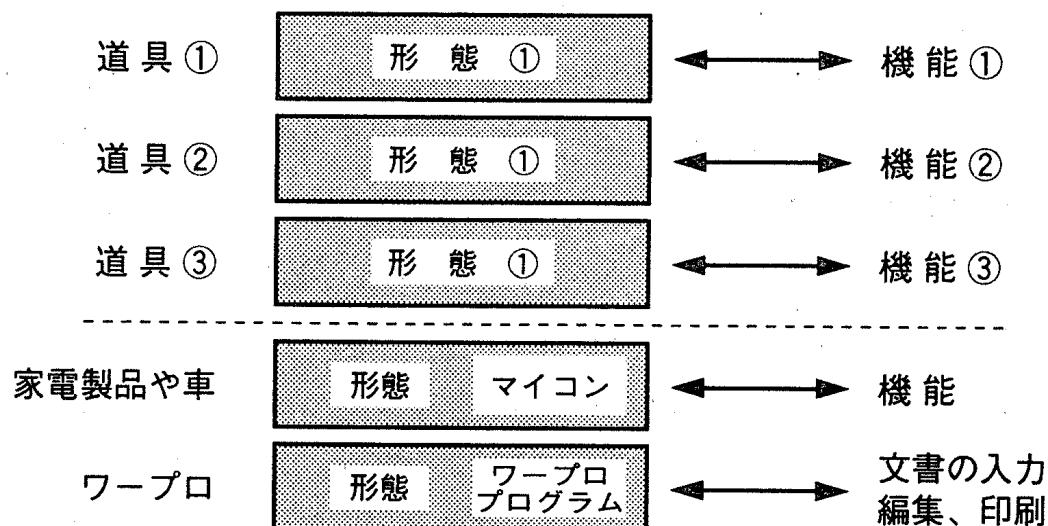 道具① 形態① 機能①
道具② 形態① 機能②
道具③ 形態① 機能③
家電製品や車 形態 マイコン 機能
ワープロ 形態 ワープロ 文書の入力
プログラム 編集、印刷